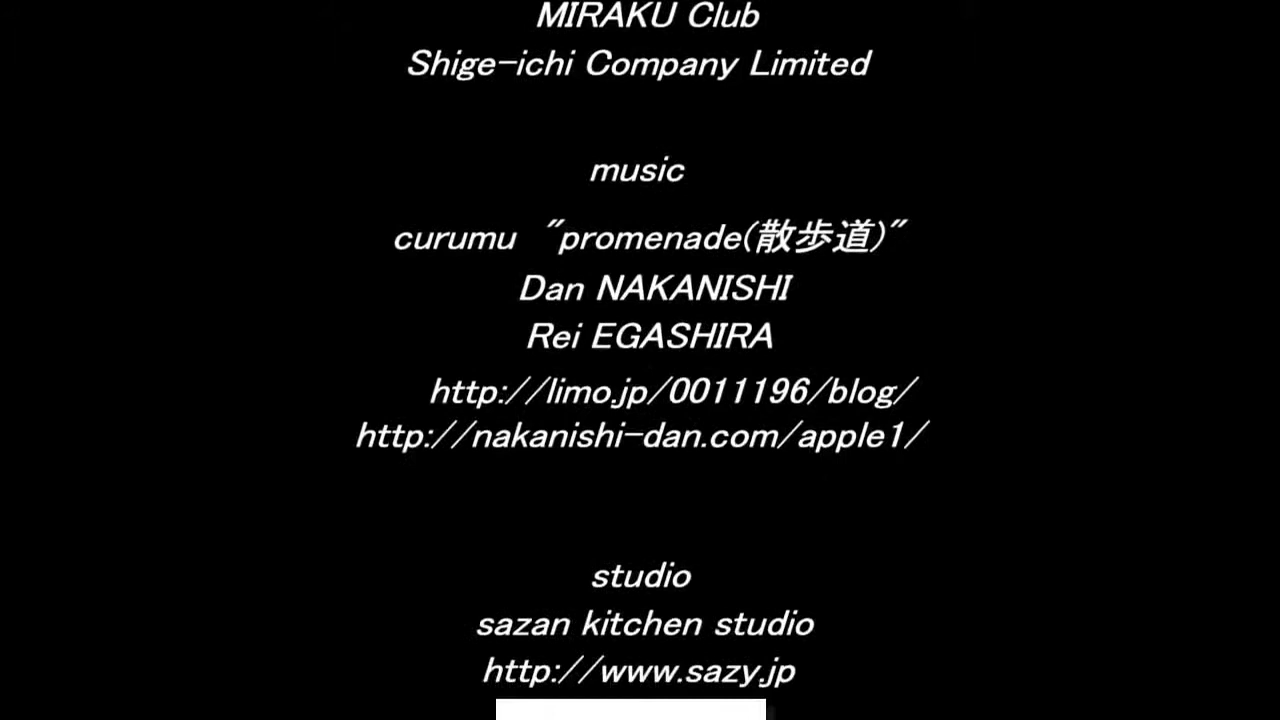 MIRAKU Club
Shige-ichi Company Limited
music
curumu "promenade(散歩道)"
Dan NAKANISHI
Rei EGASHIRA
http://limo.jp/0011196/blog/
http://nakanishi-dan.com/apple1/
studio
sazan kitchen studio
http://www.sazy.jp